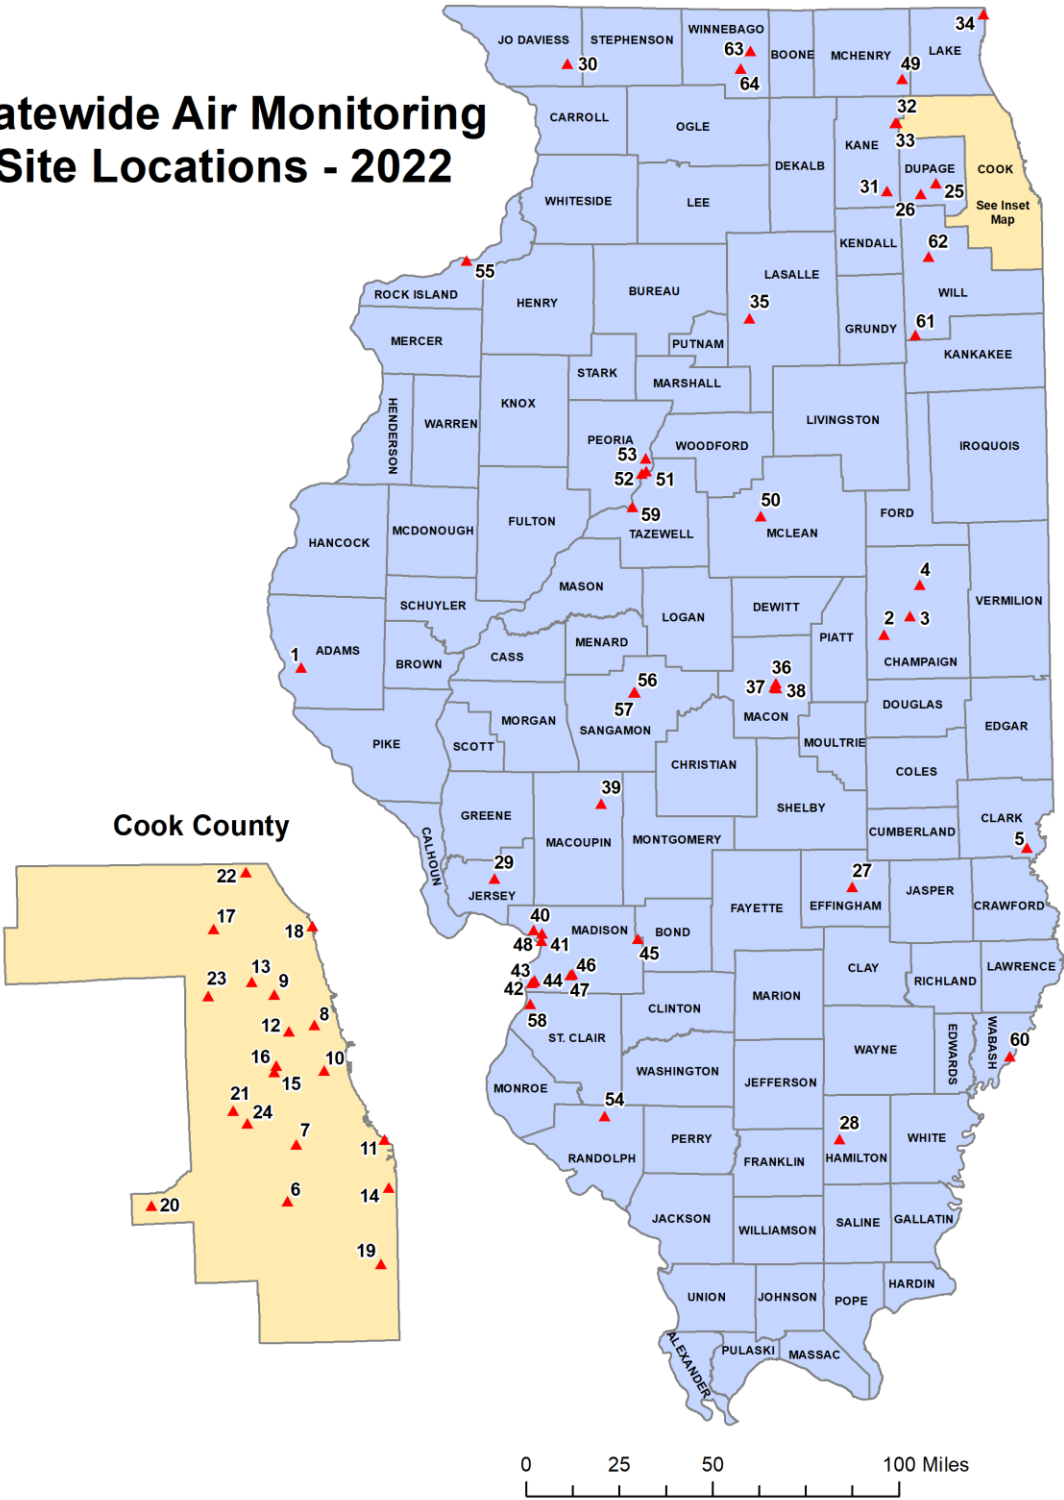 atewide Air Monitoring
Site Locations - 2022
JO DAVIESS
STEPHENSON
WINNEBAGO
BOONE
MCHENRY
LAKE
34
30
63
64
49
CARROLL
OGLE
DEKALB
KANE
32
33
DUPAGE
COOK
See Inset
Map
31
26
25
WHITESIDE
LEE
KENDALL
62
55
ROCK ISLAND
HENRY
BUREAU
LASALLE
35
WILL
61
GRUNDY
MERCER
PUTNAM
KANKAKEE
STARK
MARSHALL
HENDERSON
WARREN
KNOX
PEORIA
WOODFORD
LIVINGSTON
IROQUOIS
53
52
51
59
TAZEWELL
50
MCLEAN
FORD
HANCOCK
MCDONOUGH
FULTON
MASON
4
SCHUYLER
LOGAN
DEWITT
PIATT
2
3
CHAMPAIGN
VERMILION
1
ADAMS
BROWN
CASS
MENARD
56
57
SANGAMON
36
37
38
MACON
DOUGLAS
EDGAR
PIKE
SCOTT
MORGAN
CHRISTIAN
MOULTRIE
COLES
39
GREENE
MACOUPIN
MONTGOMERY
SHELBY
CUMBERLAND
CLARK
5
CALHOUN
29
JERSEY
27
EFFINGHAM
JASPER
CRAWFORD
FAYETTE
40
48
41
MADISON
45
BOND
43
42
44
46
47
CLAY
RICHLAND
LAWRENCE
58
ST. CLAIR
CLINTON
MARION
WAYNE
EDWARDS
WABASH
60
MONROE
WASHINGTON
JEFFERSON
54
RANDOLPH
PERRY
28
HAMILTON
WHITE
FRANKLIN
JACKSON
WILLIAMSON
SALINE
GALLATIN
UNION
JOHNSON
POPE
HARDIN
ALEXANDER
PULASKI
MASSAC
Cook County
22
17
18
23
13
9
12
8
16
15
10
21
24
7
11
20
6
14
19
0 25 50 100 Miles